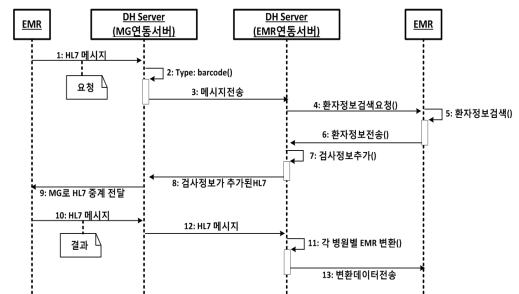 EMR
DH Server
(MG연동서버)
DH Server
(EMR연동서버)
EMR
1: HL7 메시지
요청
2: Type: barcode()
3: 메시지전송
4: 환자정보검색요청()
5: 환자정보검색()
6: 환자정보전송()
7: 검사정보추가()
8: 검사정보가 추가된HL7
9: MG로 HL7 중계 전달
10: HL7 메시지
결과
12: HL7 메시지
11: 각 병원별 EMR 변환()
13: 변환데이터전송